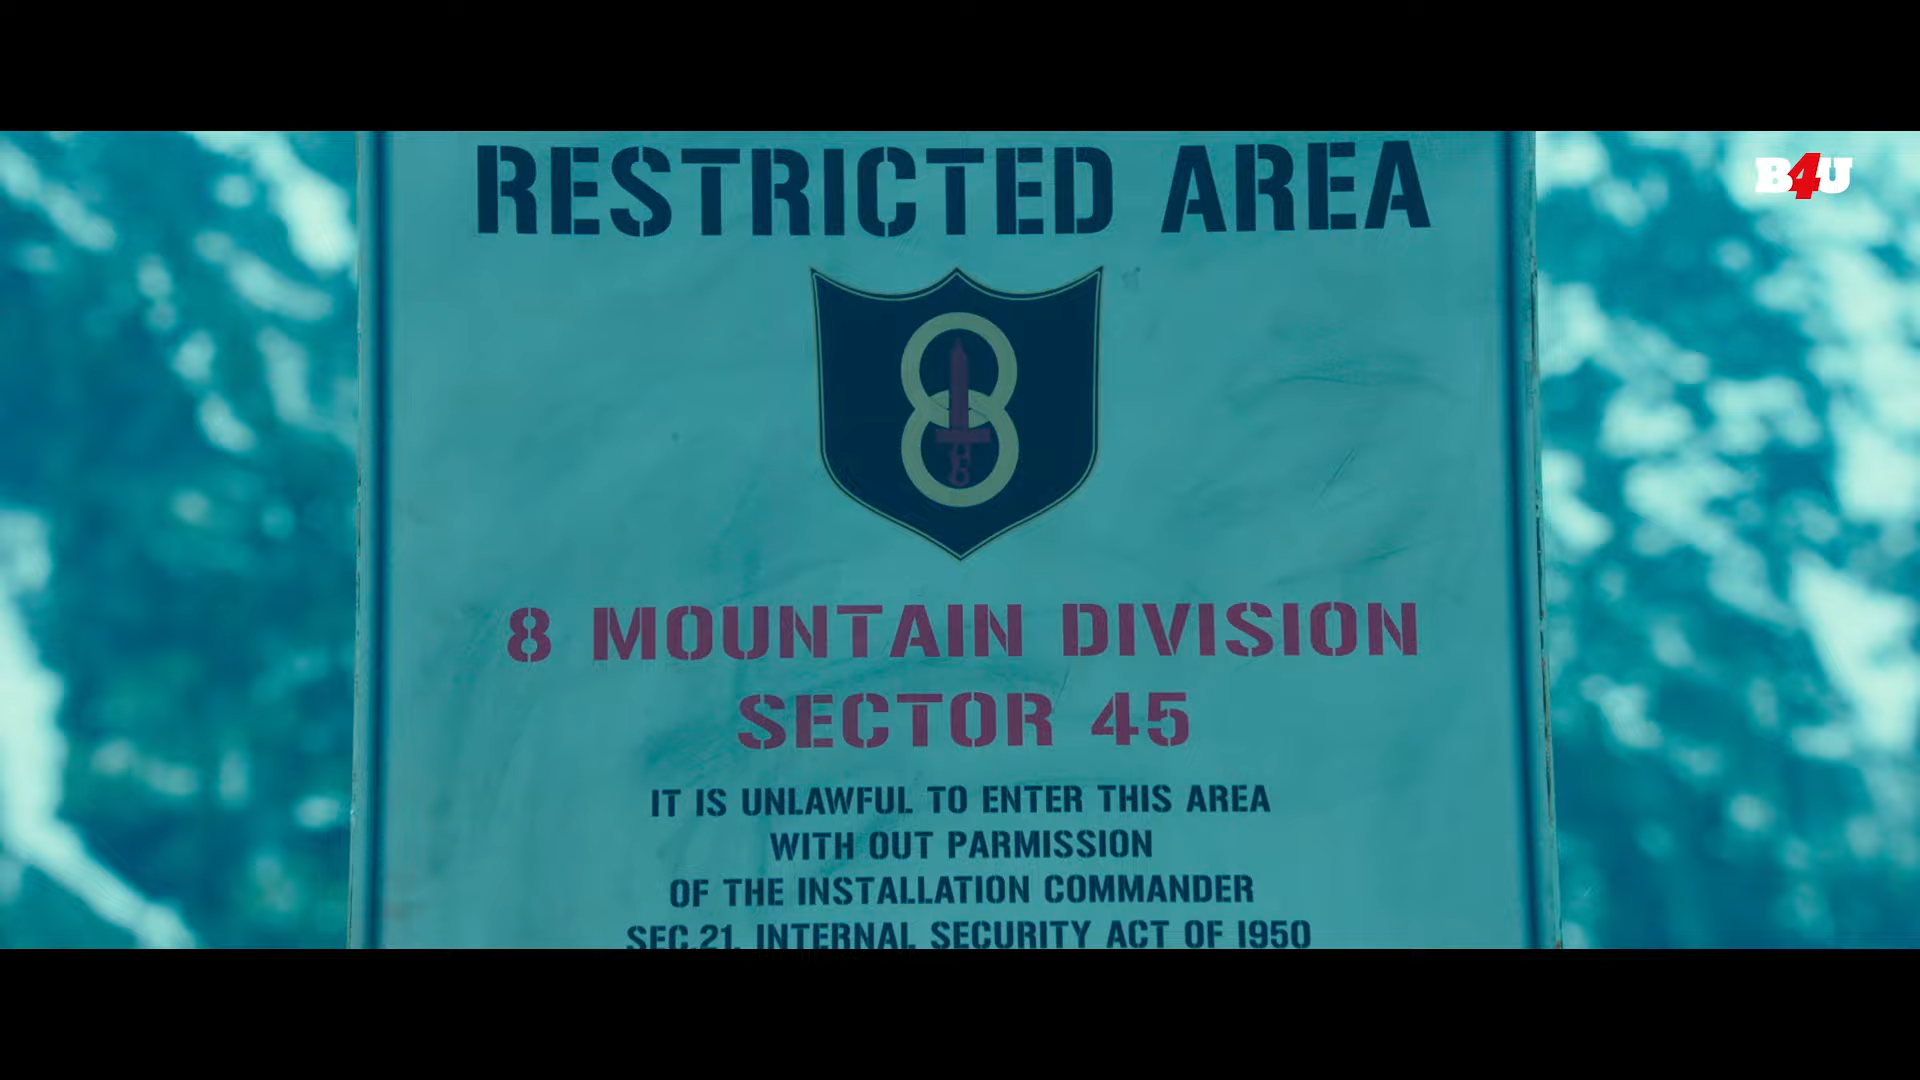 RESTRICTED AREA
B4U
8
8 MOUNTAIN DIVISION
SECTOR 45
IT IS UNLAWFUL TO ENTER THIS AREA
WITH OUT PARMISSION
OF THE INSTALLATION COMMANDER
SEC.21, INTERNAL SECURITY ACT OF 1950